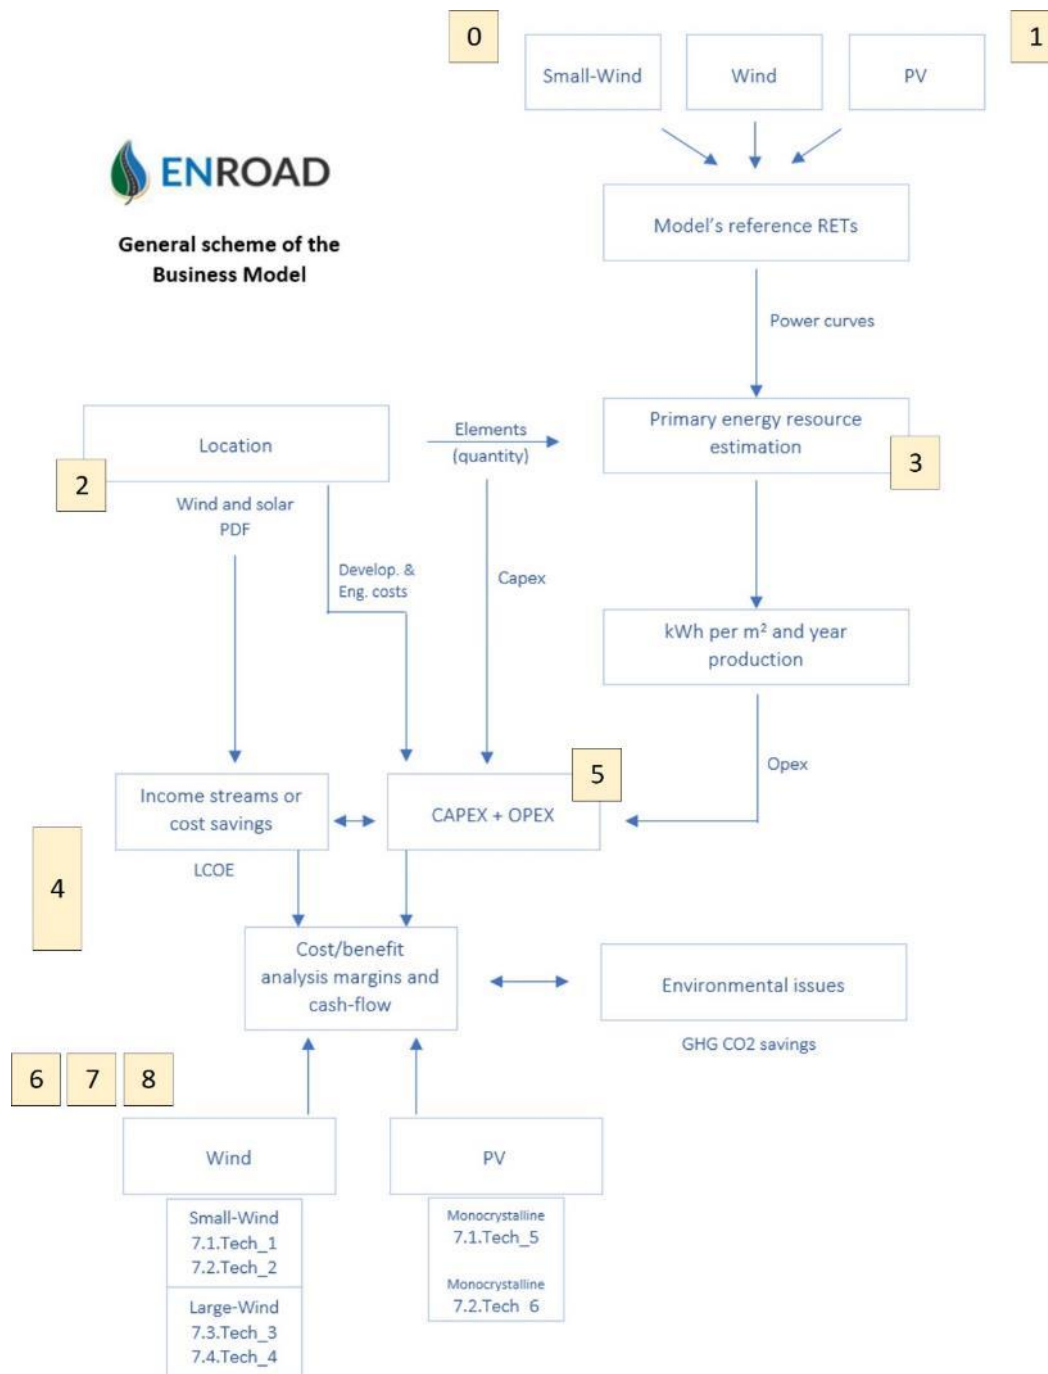 0
1
Small-Wind
Wind
PV
ENROAD
General scheme of the
Business Model
Model's reference RETs
Power curves
Location
2
Elements
(quantity)
Primary energy resource
estimation
3
Wind and solar
PDF
Develop. &
Eng. costs
Capex
kWh per m² and year
production
Opex
Income streams or
cost savings
LCOE
CAPEX + OPEX
5
4
Cost/benefit
analysis margins and
cash-flow
Environmental issues
GHG CO2 savings
6
7
8
Wind
PV
Small-Wind
7.1.Tech_1
7.2.Tech_2
Large-Wind
7.3.Tech_3
7.4.Tech_4
Monocrystalline
7.1.Tech_5
Monocrystalline
7.2.Tech 6